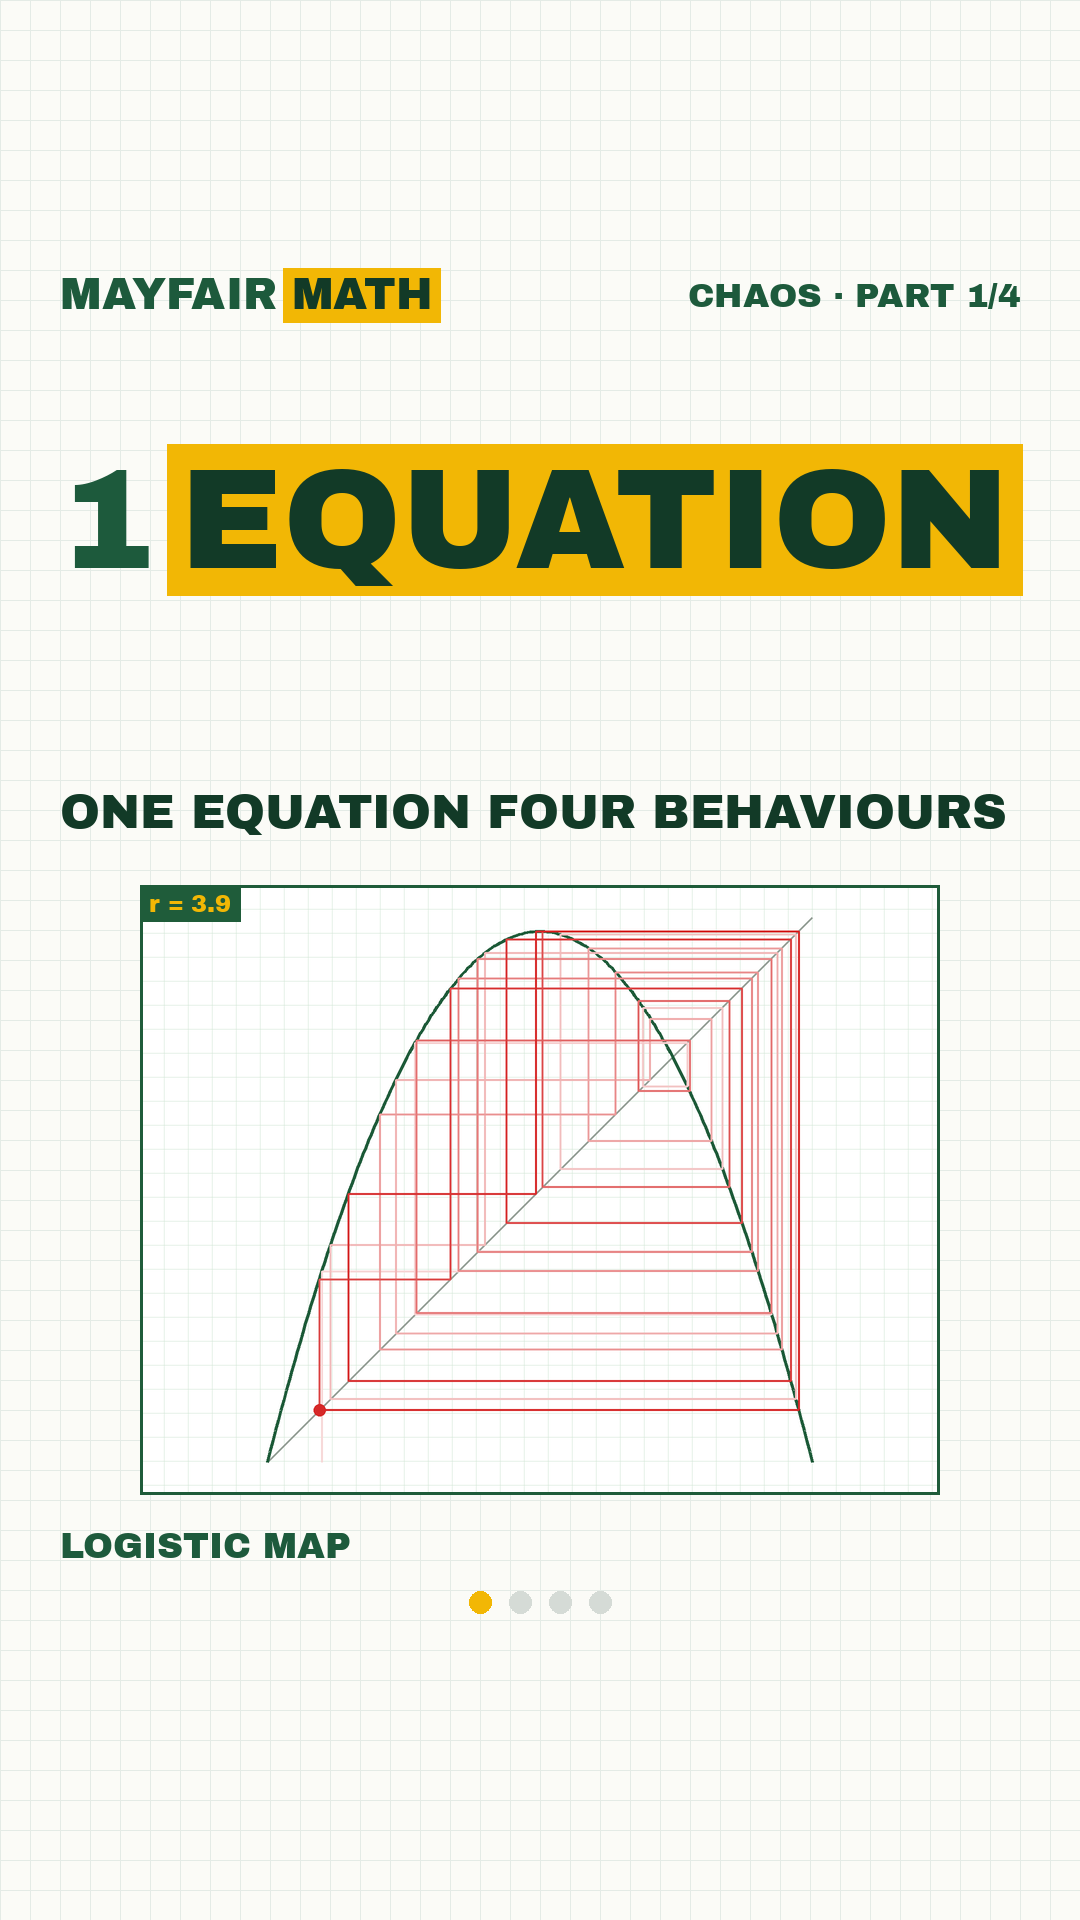 MAYFAIR MATH
CHAOS · PART 1/4
1 EQUATION
ONE EQUATION FOUR BEHAVIOURS
r = 3.9
LOGISTIC MAP